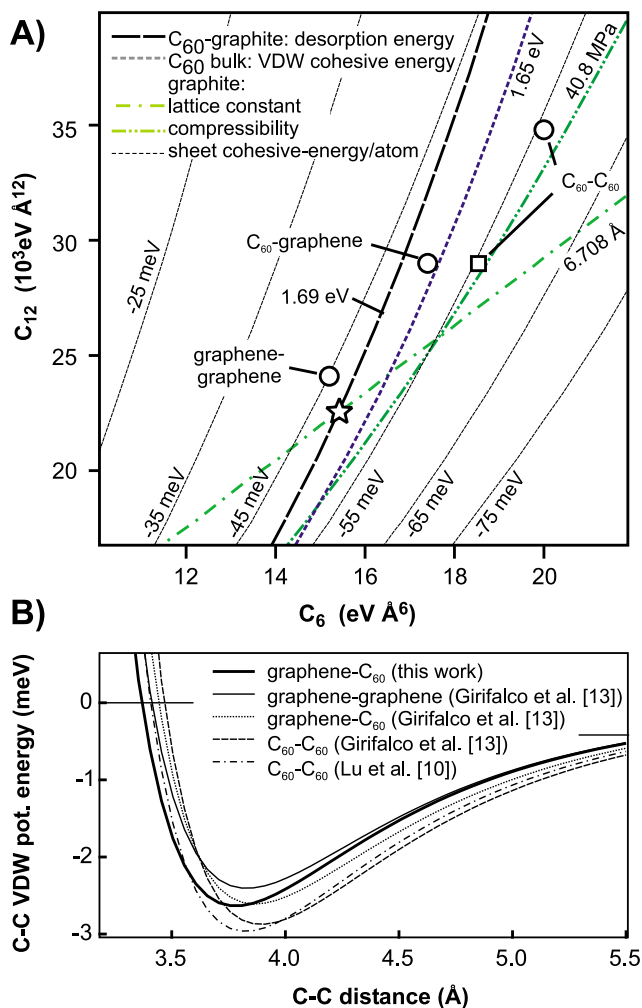 A)
C60-graphite: desorption energy
C60 bulk: VDW cohesive energy
graphite:
lattice constant
compressibility
sheet cohesive-energy/atom
1.65 eV
40.8 MPa
C60-C60
C60-graphene
6.708 Å
1.69 eV
graphene-
graphene
-25 meV
-35 meV
-45 meV
-55 meV
-65 meV
-75 meV
35
30
25
20
C12 (10³eV Å¹²)
12
14
16
18
20
C6 (eV Å⁶)
B)
graphene-C60 (this work)
graphene-graphene (Girifalco et al. [13])
graphene-C60 (Girifalco et al. [13])
C60-C60 (Girifalco et al. [13])
C60-C60 (Lu et al. [10])
0
-1
-2
-3
C-C VDW pot. energy (meV)
3.5
4.0
4.5
5.0
5.5
C-C distance (Å)